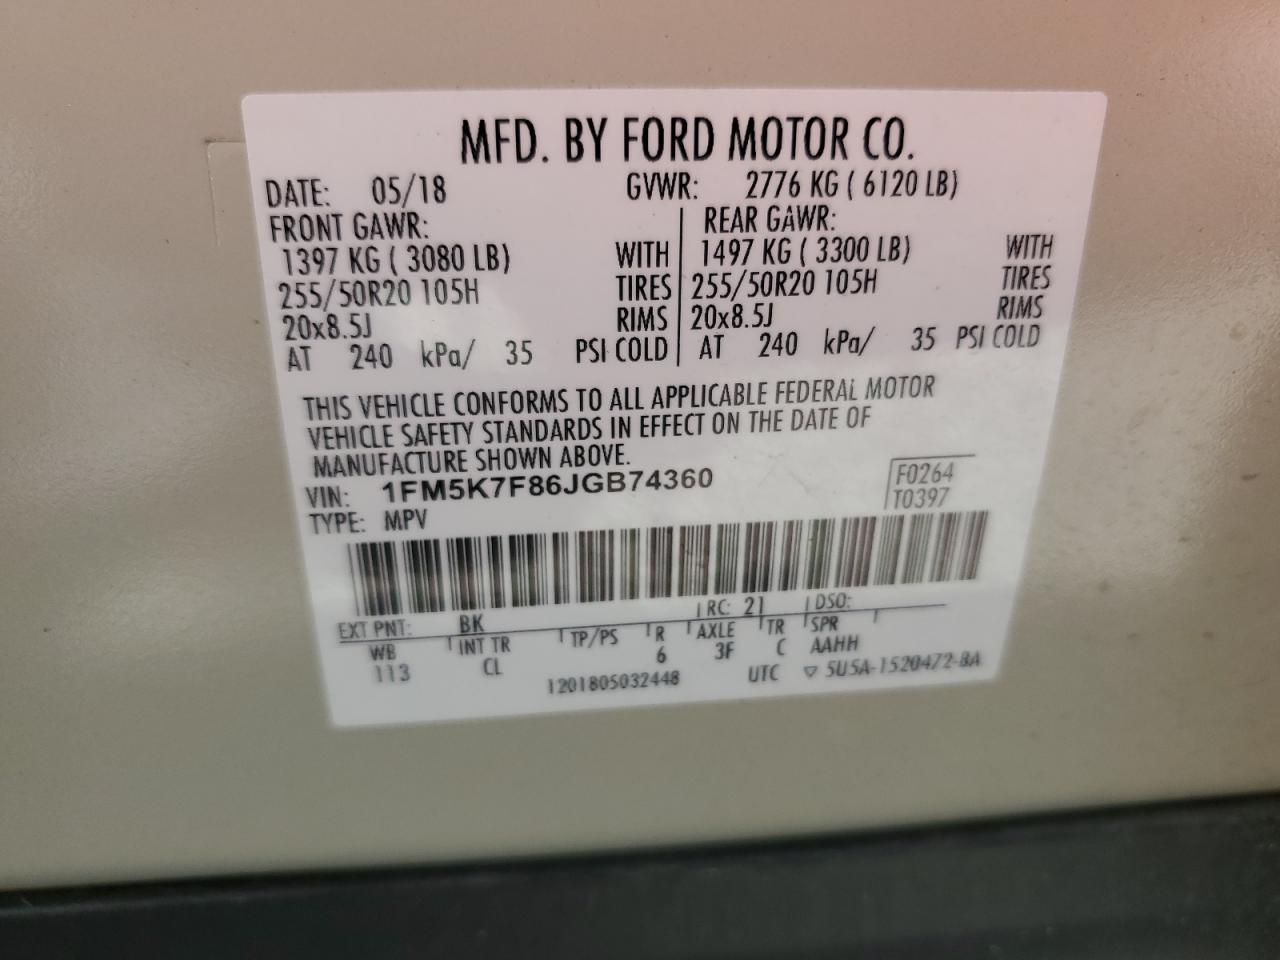 MFD. BY FORD MOTOR CO.
DATE: 05/18 GVWR: 2776 KG ( 6120 LB)
FRONT GAWR: REAR GAWR:
1397 KG ( 3080 LB) WITH 1497 KG ( 3300 LB) WITH
255/50R20 105H TIRES 255/50R20 105H TIRES
20x8.5J RIMS 20x8.5J RIMS
AT 240 kPa/ 35 PSI COLD AT 240 kPa/ 35 PSI COLD
THIS VEHICLE CONFORMS TO ALL APPLICABLE FEDERAL MOTOR
VEHICLE SAFETY STANDARDS IN EFFECT ON THE DATE OF
MANUFACTURE SHOWN ABOVE.
VIN: 1FM5K7F86JGB74360 F0264
TYPE: MPV T0397
EXT PNT: BK RC: 21 DSO:
WB INT TR TP/PS R AXLE TR SPR
113 CL 6 3F C AAHH
1201805032448 UTC ▽ 5U5A-1520472-BA